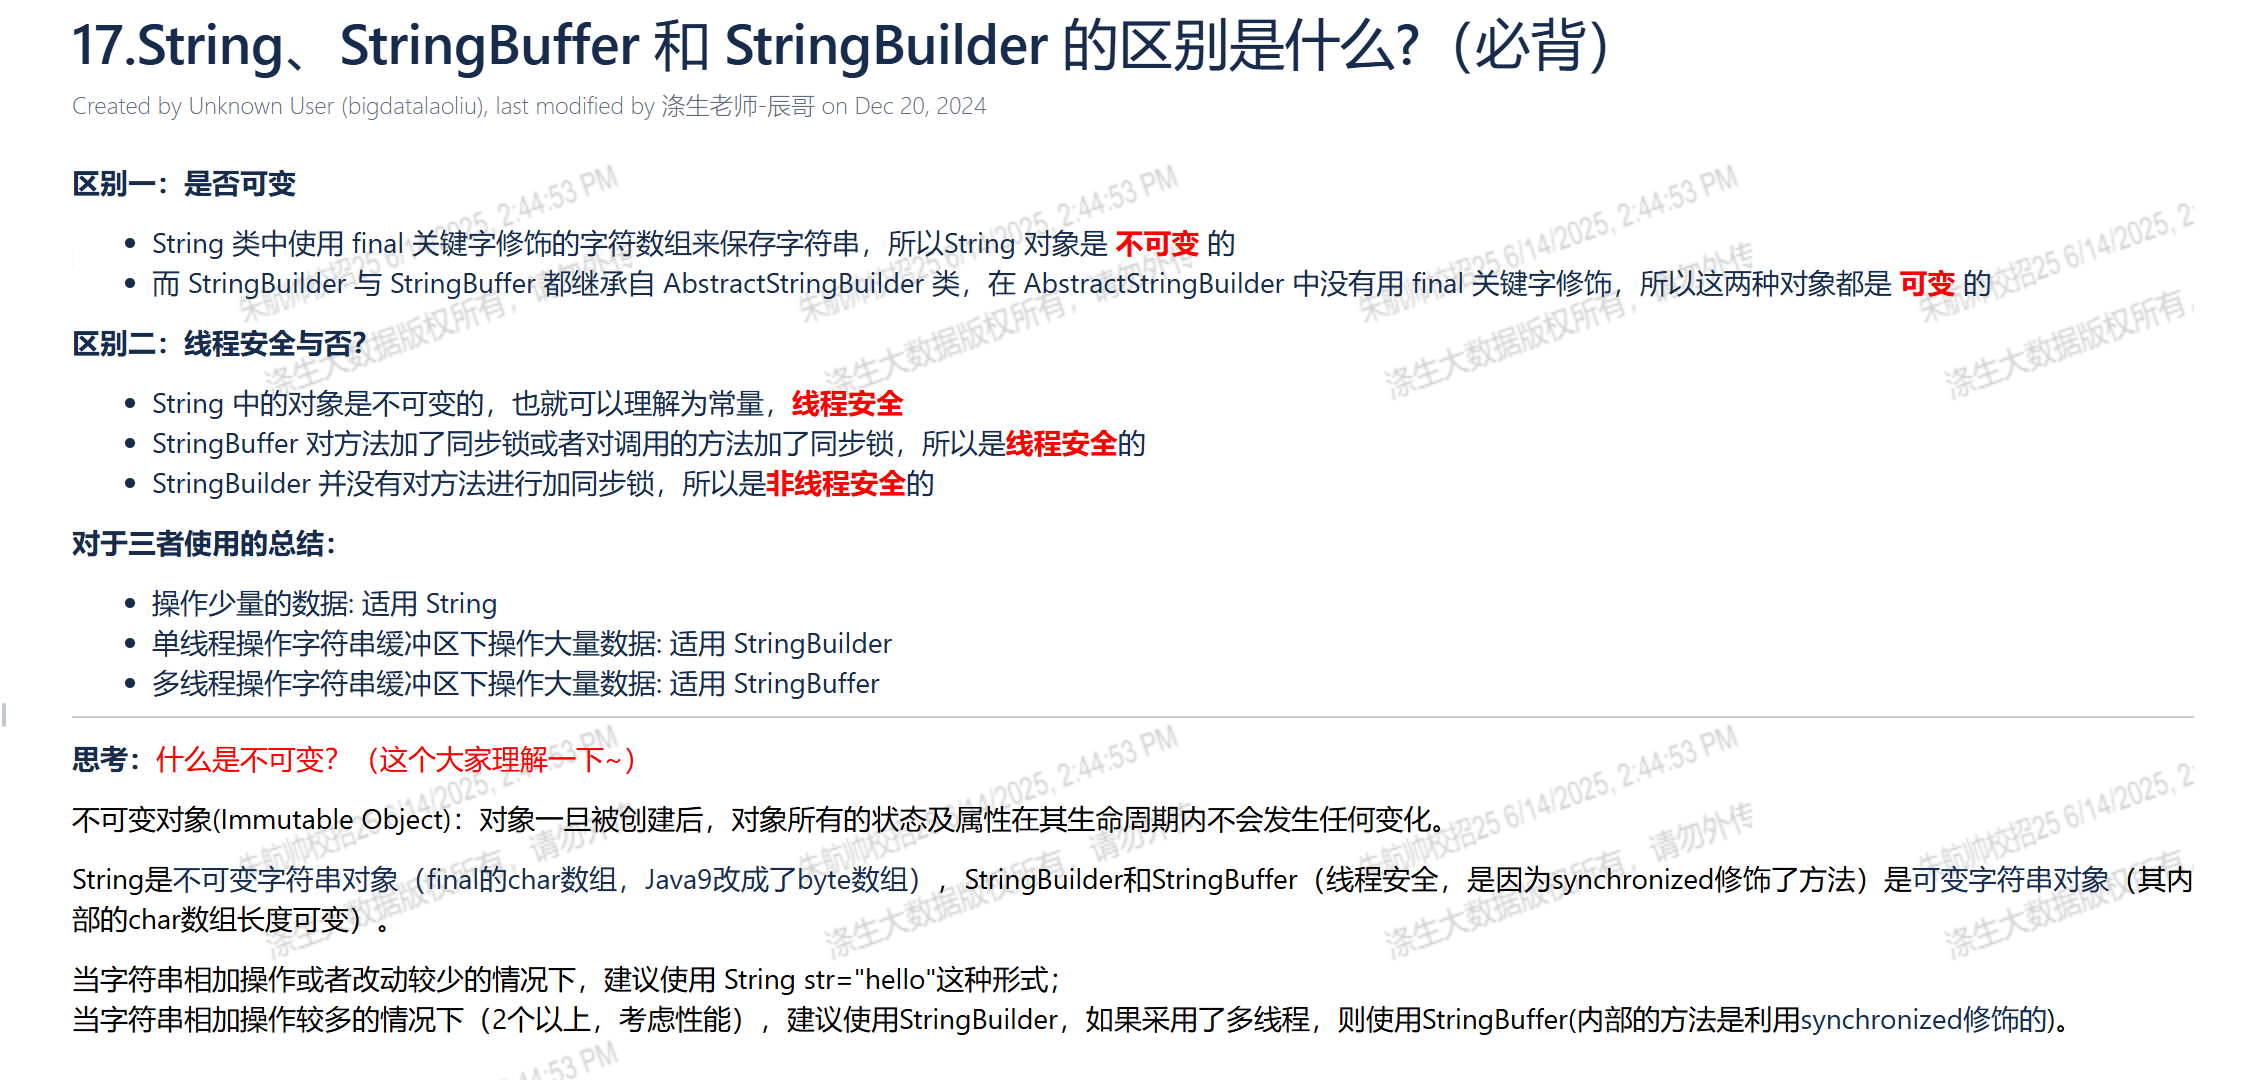 17.String、StringBuffer 和 StringBuilder 的区别是什么?（必背）
Created by Unknown User (bigdatalaoliu), last modified by 涤生老师-辰哥 on Dec 20, 2024
区别一：是否可变
• String 类中使用 final 关键字修饰的字符数组来保存字符串，所以String 对象是 不可变 的
• 而 StringBuilder 与 StringBuffer 都继承自 AbstractStringBuilder 类，在 AbstractStringBuilder 中没有用 final 关键字修饰，所以这两种对象都是 可变 的
区别二：线程安全与否?
• String 中的对象是不可变的，也就可以理解为常量，线程安全
• StringBuffer 对方法加了同步锁或者对调用的方法加了同步锁，所以是线程安全的
• StringBuilder 并没有对方法进行加同步锁，所以是非线程安全的
对于三者使用的总结：
• 操作少量的数据: 适用 String
• 单线程操作字符串缓冲区下操作大量数据: 适用 StringBuilder
• 多线程操作字符串缓冲区下操作大量数据: 适用 StringBuffer
思考：什么是不可变？（这个大家理解一下~）
不可变对象(Immutable Object)：对象一旦被创建后，对象所有的状态及属性在其生命周期内不会发生任何变化。
String是不可变字符串对象（final的char数组，Java9改成了byte数组），StringBuilder和StringBuffer（线程安全，是因为synchronized修饰了方法）是可变字符串对象（其内
部的char数组长度可变）。
当字符串相加操作或者改动较少的情况下，建议使用 String str="hello"这种形式；
当字符串相加操作较多的情况下（2个以上，考虑性能），建议使用StringBuilder，如果采用了多线程，则使用StringBuffer(内部的方法是利用synchronized修饰的)。
朱航帅校招25 6/14/2025, 2:44:53 PM
涤生大数据版权所有，请勿外传